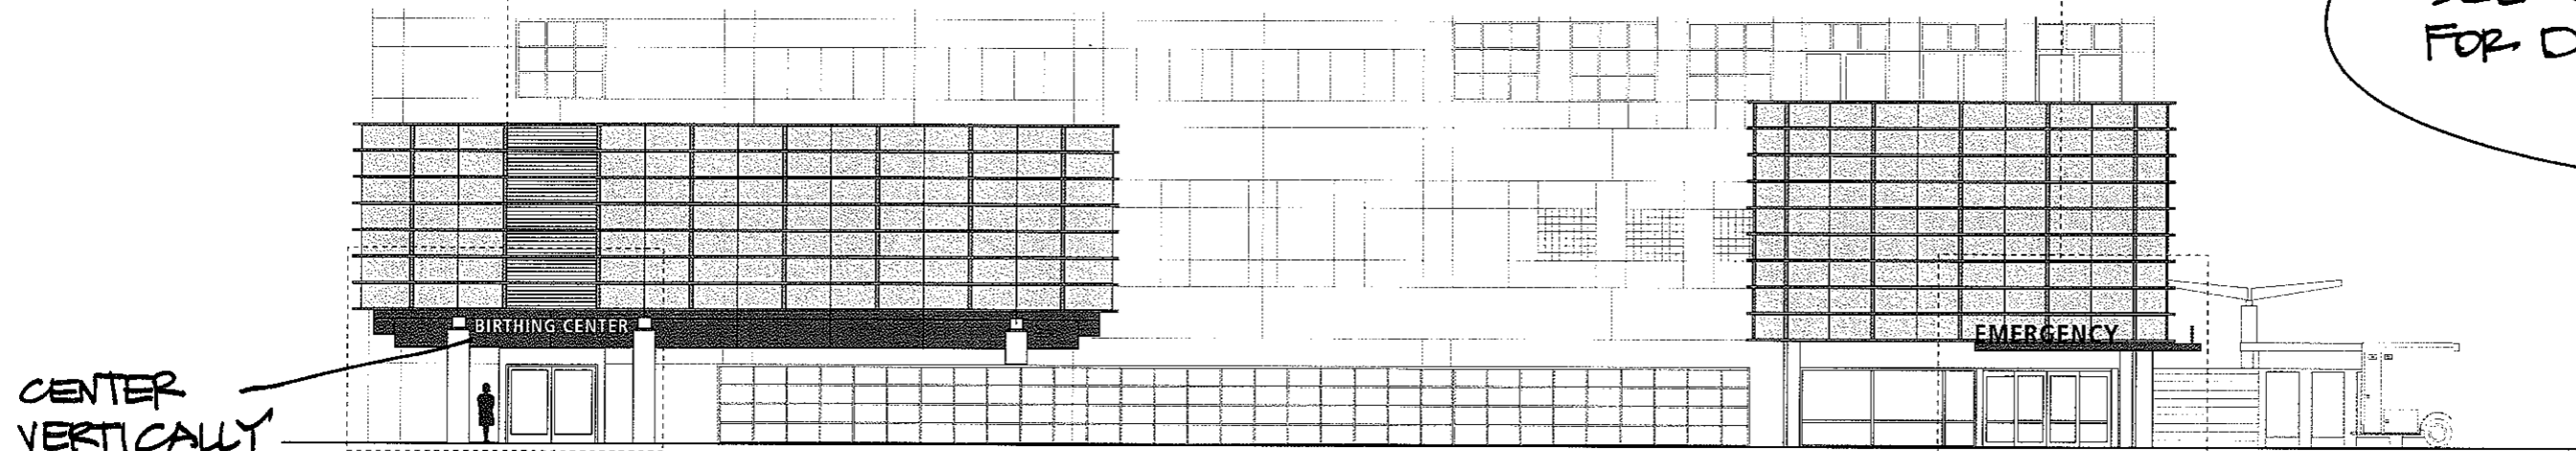 FOR
BIRTHING CENTER
EMERGENCY
CENTER
VERTICALLY